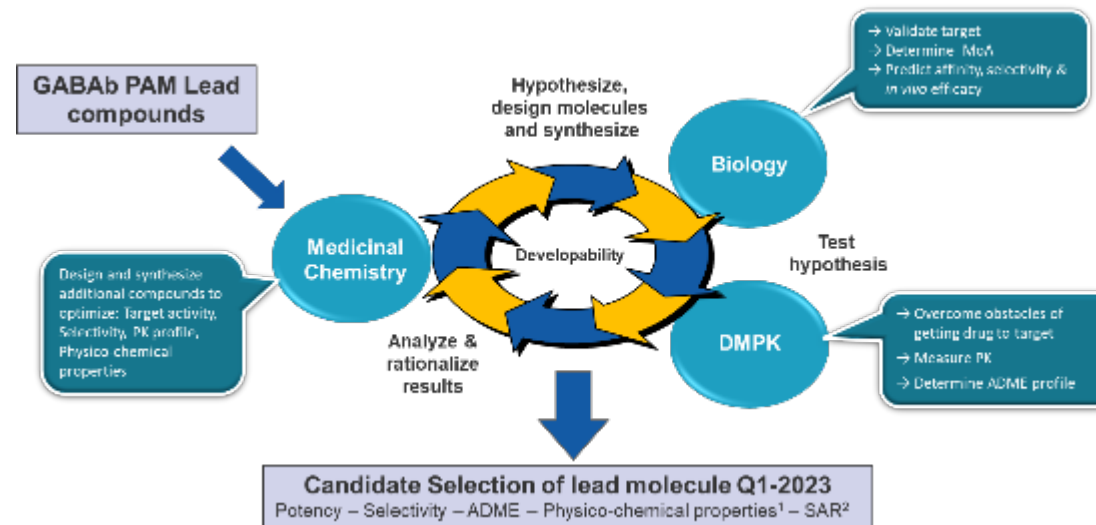 GABAb PAM Lead
compounds
Hypothesize,
design molecules
and synthesize
→ Validate target
→ Determine MoA
→ Predict affinity, selectivity &
in vivo efficacy
Biology
Medicinal
Chemistry
Developability
Test
hypothesis
Design and synthesize
additional compounds to
optimize: Target activity,
Selectivity, PK profile,
Physico-chemical
properties
Analyze &
rationalize
results
DMPK
→ Overcome obstacles of
getting drug to target
→ Measure PK
→ Determine ADME profile
Candidate Selection of lead molecule Q1-2023
Potency – Selectivity – ADME – Physico-chemical properties¹ – SAR²